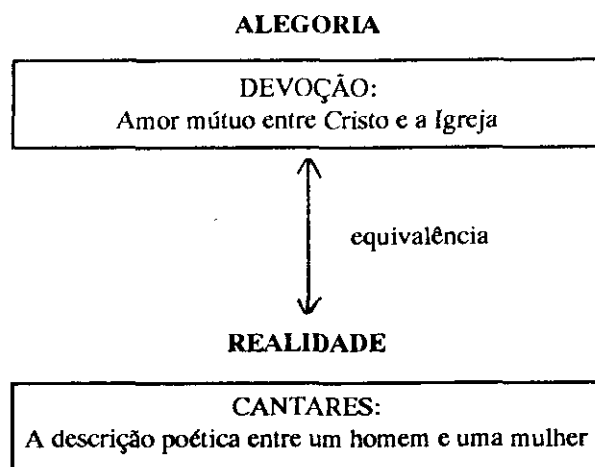 ALEGORIA
DEVOÇÃO:
Amor mútuo entre Cristo e a Igreja
equivalência
REALIDADE
CANTARES:
A descrição poética entre um homem e uma mulher